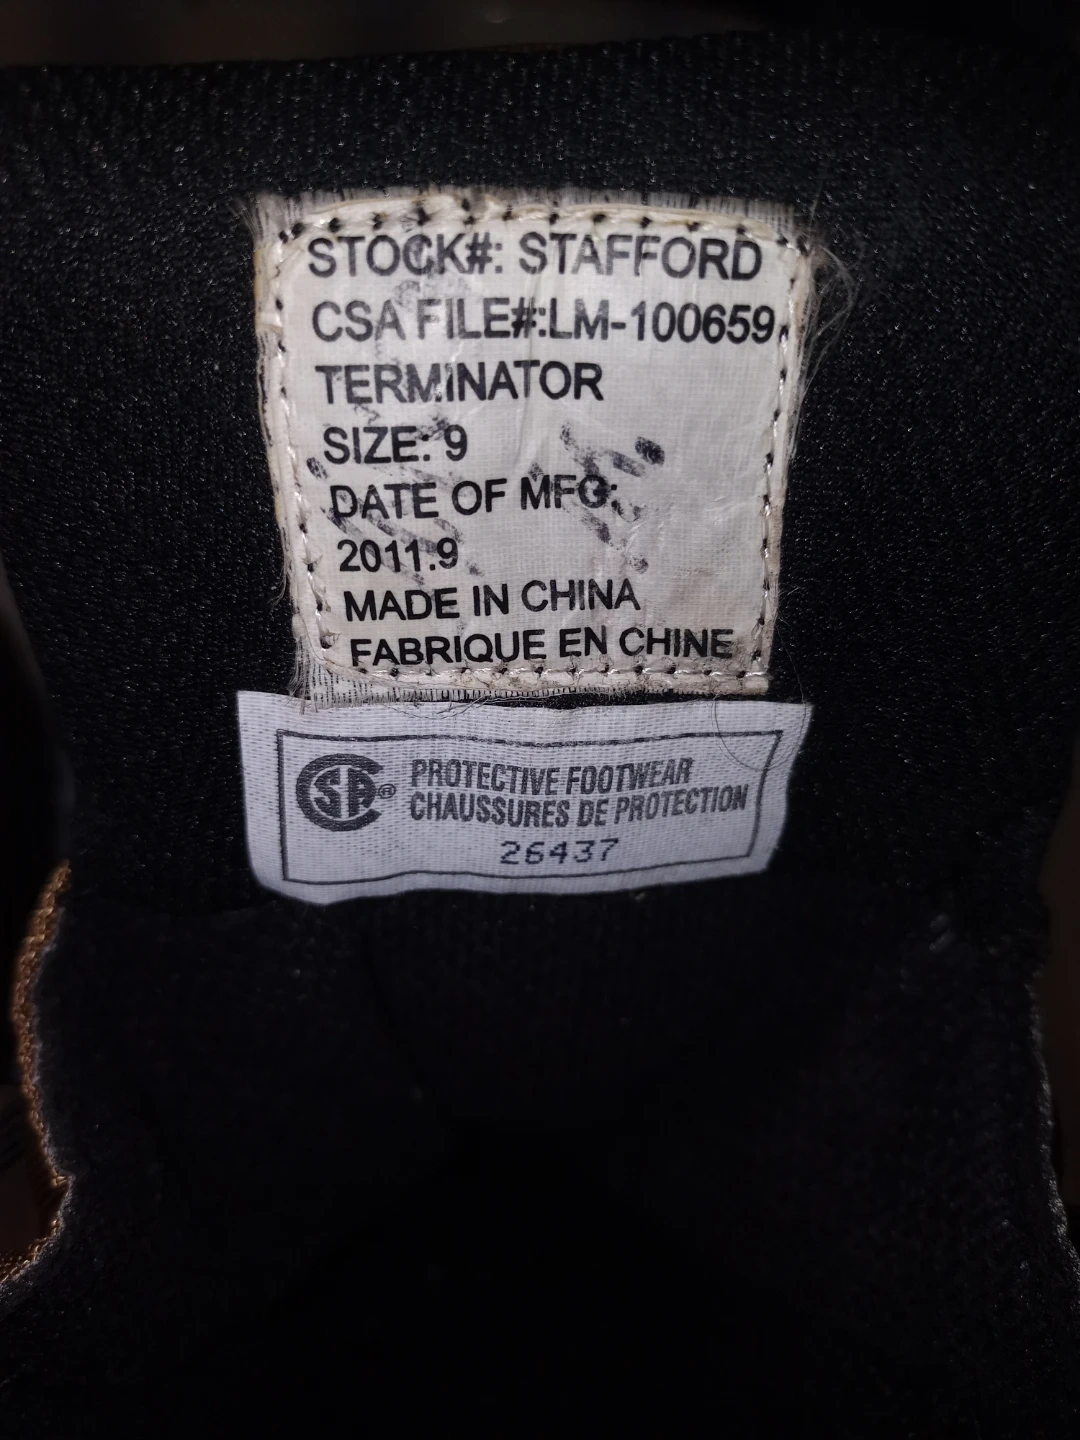 STOCK#: STAFFORD
CSA FILE#:LM-100659
TERMINATOR
SIZE: 9
DATE OF MFG:
2011.9
MADE IN CHINA
FABRIQUE EN CHINE
CSA® PROTECTIVE FOOTWEAR
CHAUSSURES DE PROTECTION
26437